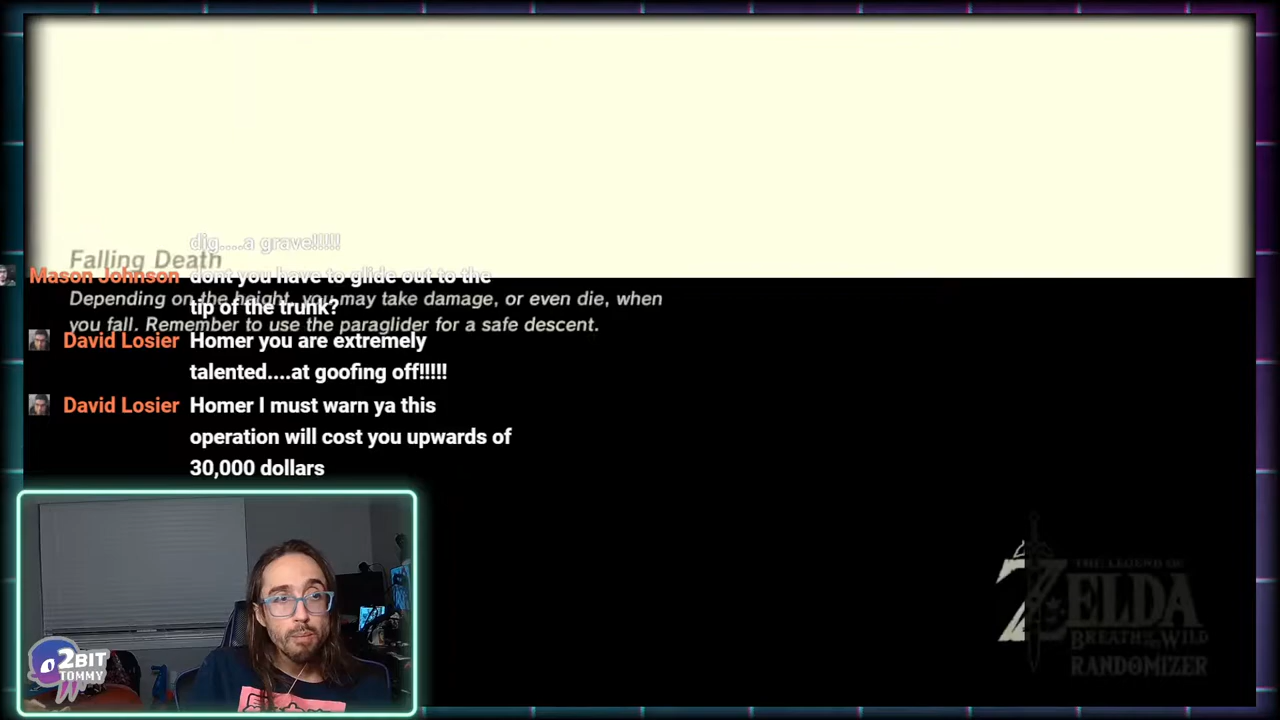 dig....a grave!!!!!
Falling Death
Mason Johnson dont you have to glide out to the
tip of the trunk?
Depending on the height, you may take damage, or even die, when
you fall. Remember to use the paraglider for a safe descent.
David Losier Homer you are extremely
talented....at goofing off!!!!!
David Losier Homer I must warn ya this
operation will cost you upwards of
30,000 dollars
2BIT
TOMMY
THE LEGEND OF
ZELDA
BREATH OF THE WILD
RANDOMIZER